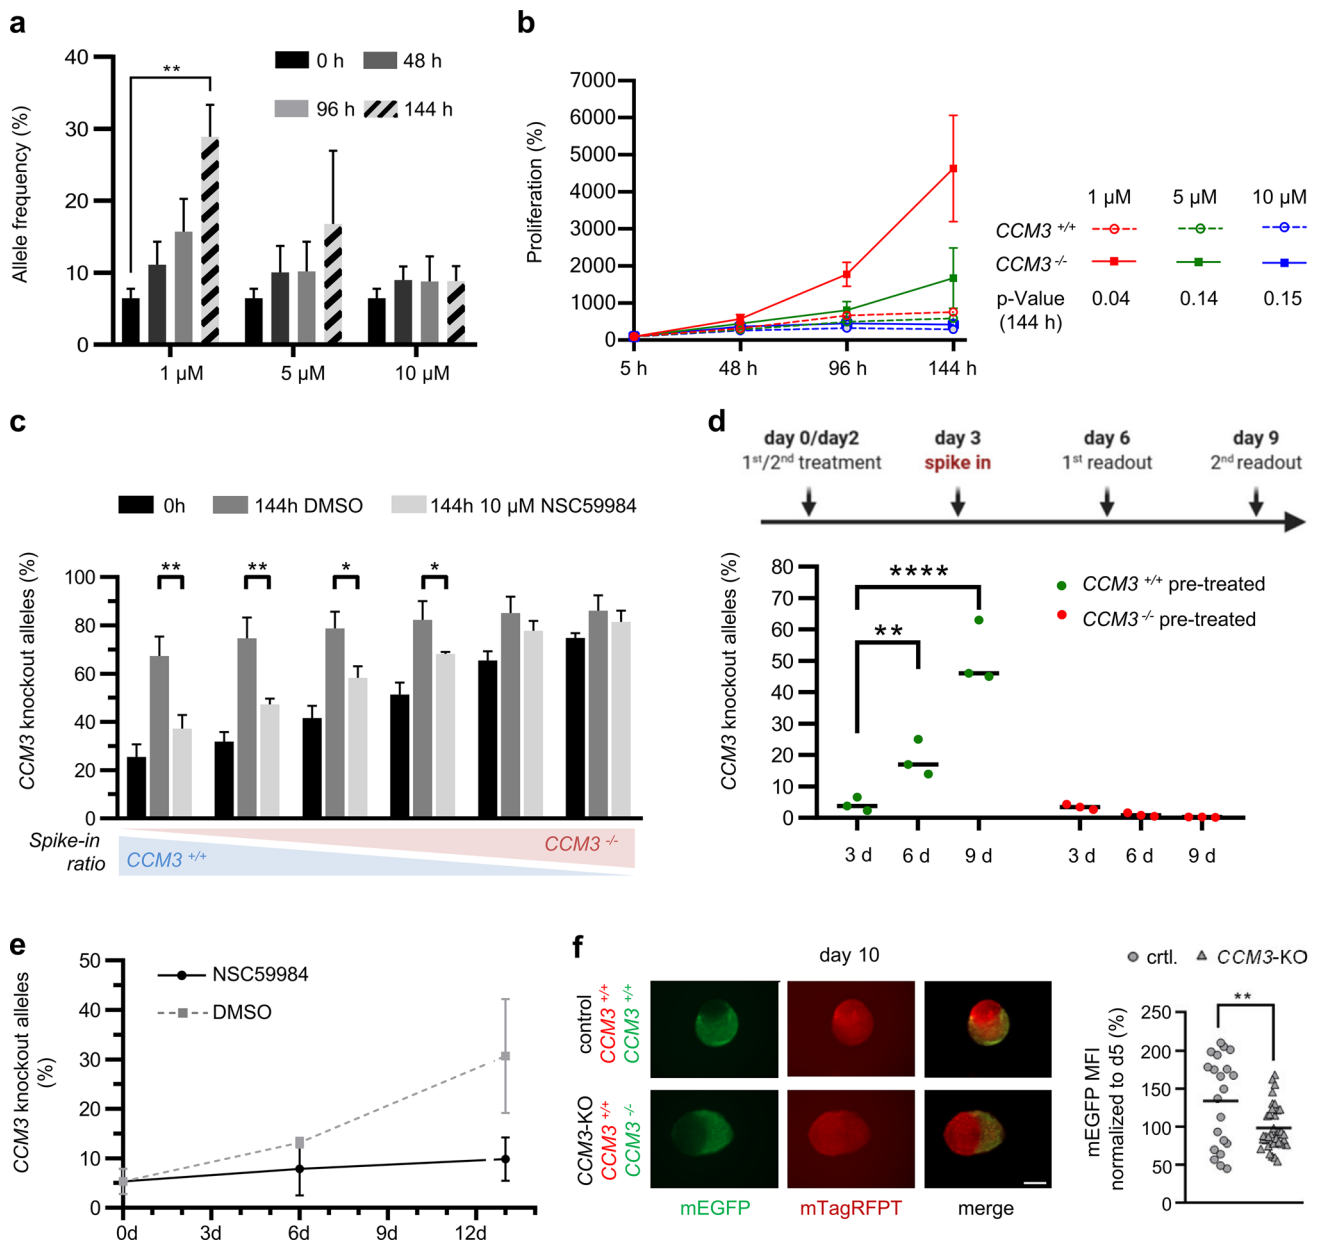 a
Allele frequency (%)
40
30
20
10
0
**
0 h
48 h
96 h
144 h
1 µM
5 µM
10 µM
b
Proliferation (%)
7000
6000
5000
4000
3000
2000
1000
0
5 h
48 h
96 h
144 h
1 µM
5 µM
10 µM
CCM3 +/+
CCM3 -/-
p-Value
(144 h)
0.04
0.14
0.15
c
0h
144h DMSO
144h 10 µM NSC59984
CCM3 knockout alleles (%)
100
80
60
40
20
0
**
**
*
*
Spike-in
ratio
CCM3 +/+
CCM3 -/-
d
day 0/day2
1st/2nd treatment
day 3
spike in
day 6
1st readout
day 9
2nd readout
CCM3 knockout alleles (%)
80
70
60
50
40
30
20
10
0
****
**
CCM3 +/+ pre-treated
CCM3 -/- pre-treated
3 d
6 d
9 d
3 d
6 d
9 d
e
CCM3 knockout alleles
(%)
50
40
30
20
10
0
NSC59984
DMSO
0d
3d
6d
9d
12d
f
day 10
control
CCM3 +/+
CCM3 +/+
CCM3-KO
CCM3 +/+
CCM3 -/-
mEGFP
mTagRFPT
merge
crtl.
CCM3-KO
mEGFP MFI
normalized to d5 (%)
250
200
150
100
50
0
**